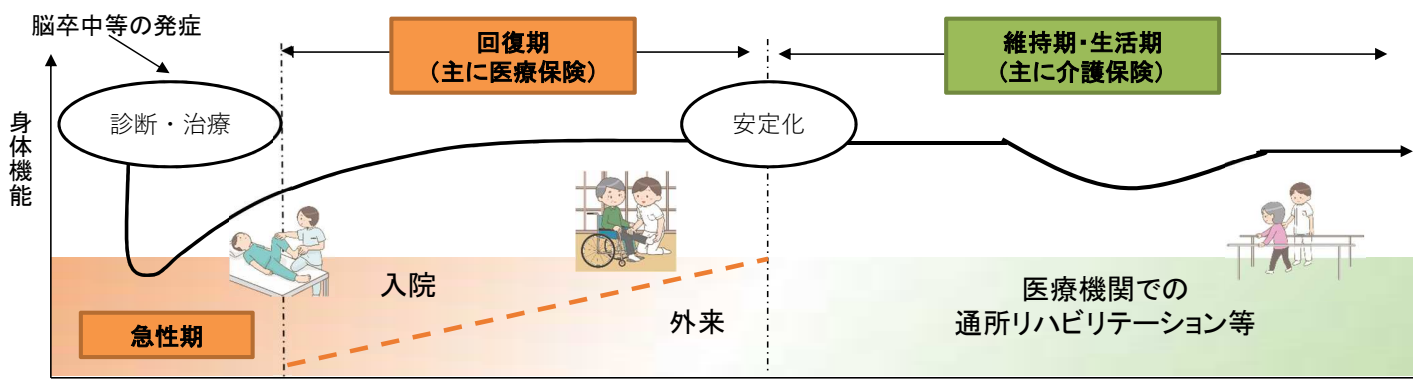 脳卒中等の発症
回復期
（主に医療保険）
維持期・生活期
（主に介護保険）
診断・治療
安定化
身体機能
入院
急性期
外来
医療機関での
通所リハビリテーション等